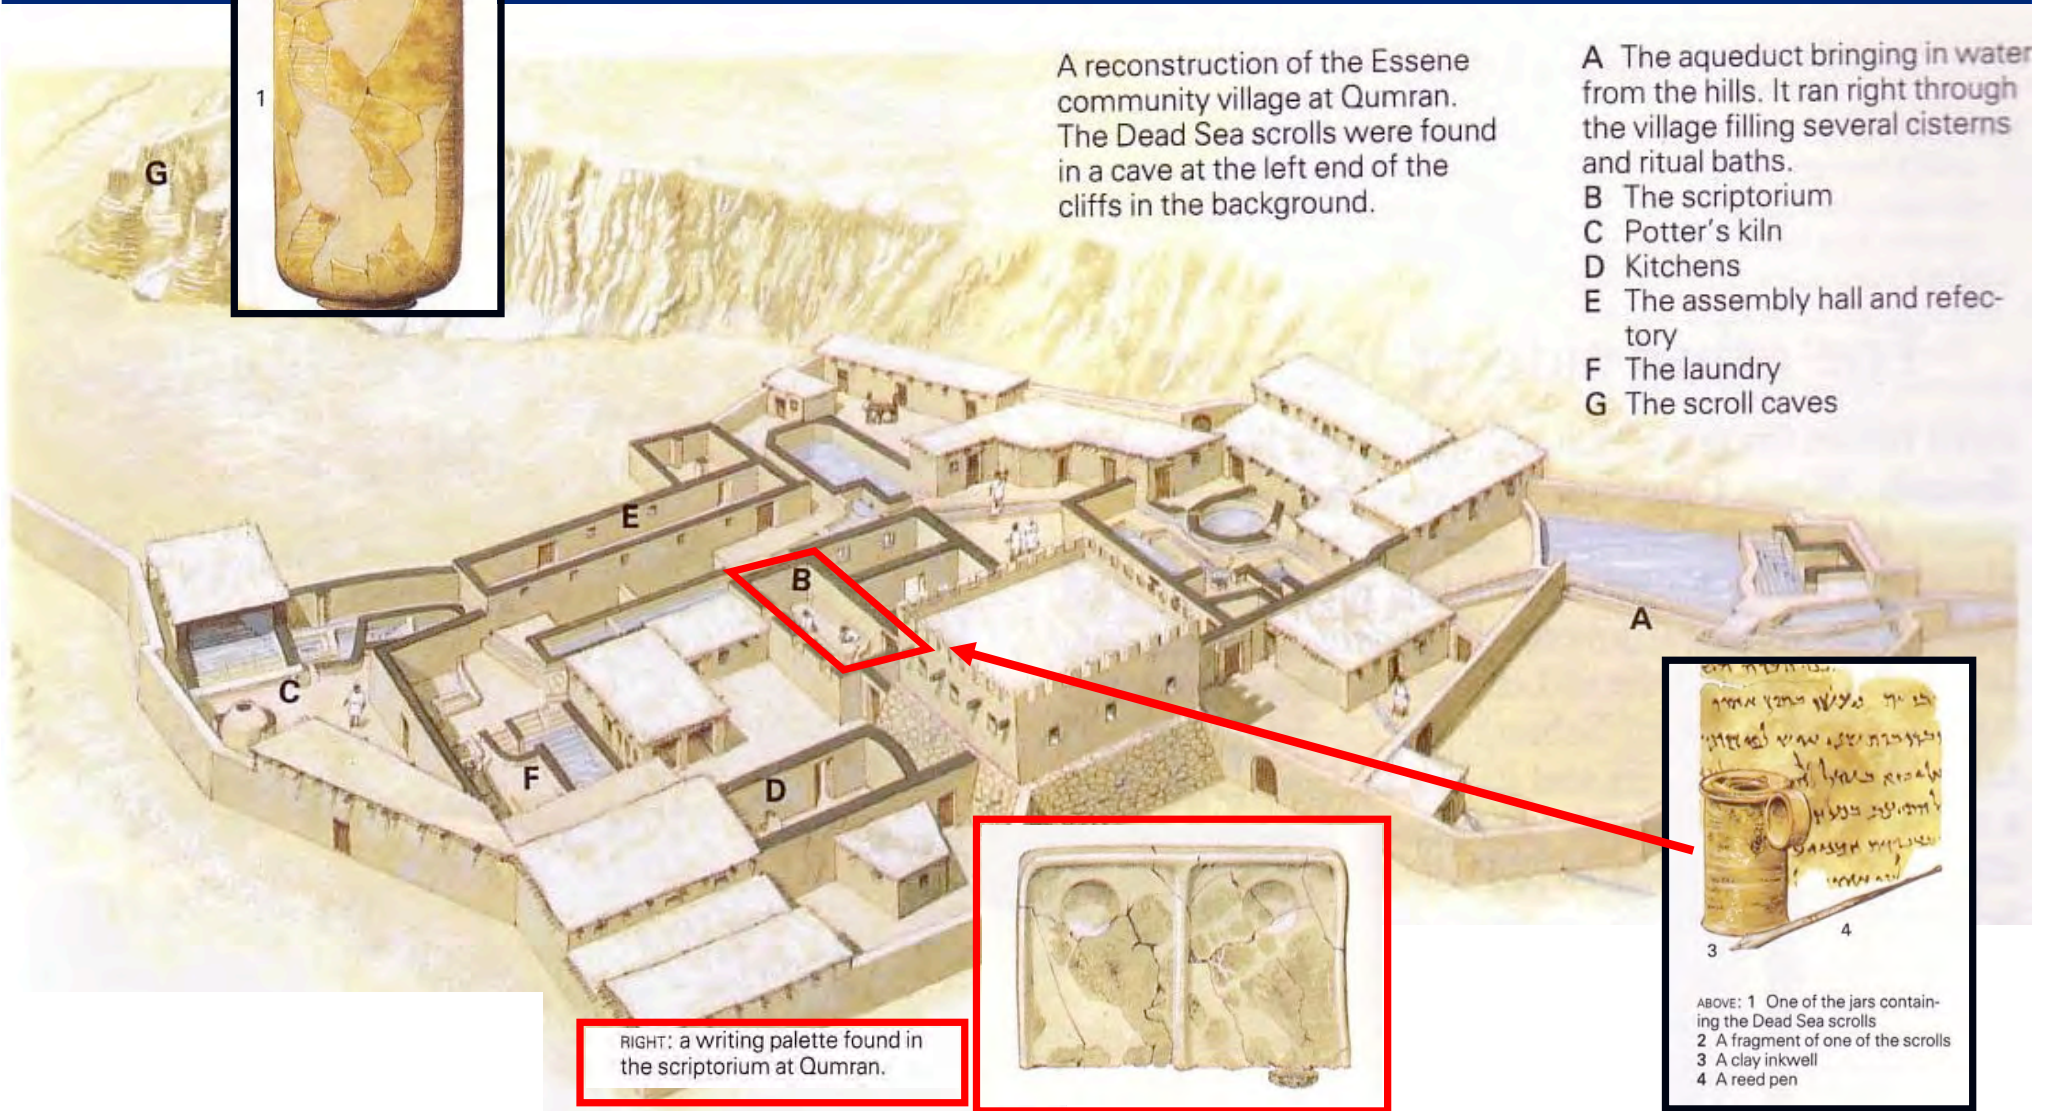 1
G
A reconstruction of the Essene
community village at Qumran.
The Dead Sea scrolls were found
in a cave at the left end of the
cliffs in the background.
A The aqueduct bringing in water
from the hills. It ran right through
the village filling several cisterns
and ritual baths.
B The scriptorium
C Potter's kiln
D Kitchens
E The assembly hall and refec-
tory
F The laundry
G The scroll caves
E
B
A
C
F
D
3
4
RIGHT: a writing palette found in
the scriptorium at Qumran.
ABOVE: 1 One of the jars contain-
ing the Dead Sea scrolls
2 A fragment of one of the scrolls
3 A clay inkwell
4 A reed pen